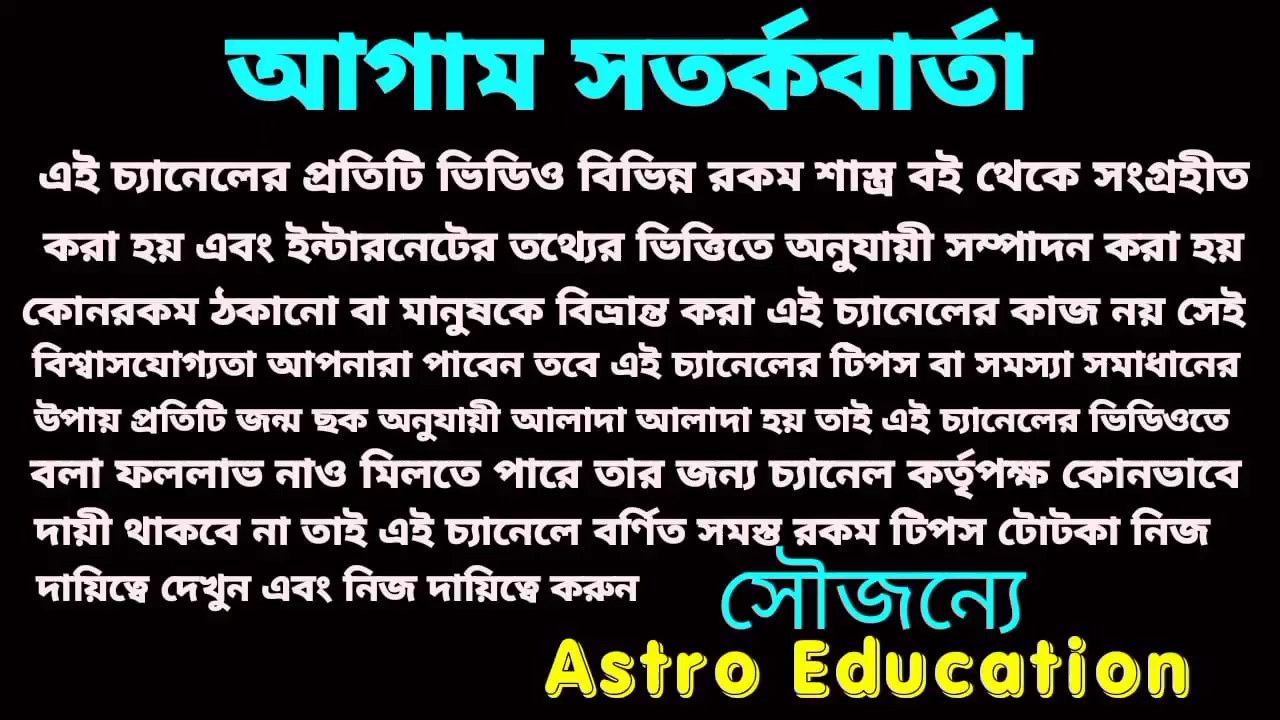 আগাম সতর্কবার্তা
এই চ্যানেলের প্রতিটি ভিডিও বিভিন্ন রকম শাস্ত্র বই থেকে সংগ্রহীত
করা হয় এবং ইন্টারনেটের তথ্যের ভিত্তিতে অনুযায়ী সম্পাদন করা হয়
কোনরকম ঠকানো বা মানুষকে বিভ্রান্ত করা এই চ্যানেলের কাজ নয় সেই
বিশ্বাসযোগ্যতা আপনারা পাবেন তবে এই চ্যানেলের টিপস বা সমস্যা সমাধানের
উপায় প্রতিটি জন্ম ছক অনুযায়ী আলাদা আলাদা হয় তাই এই চ্যানেলের ভিডিওতে
বলা ফললাভ নাও মিলতে পারে তার জন্য চ্যানেল কর্তৃপক্ষ কোনভাবে
দায়ী থাকবে না তাই এই চ্যানেলে বর্ণিত সমস্ত রকম টিপস টোটকা নিজ
দায়িত্বে দেখুন এবং নিজ দায়িত্বে করুন
সৌজন্যে
Astro Education